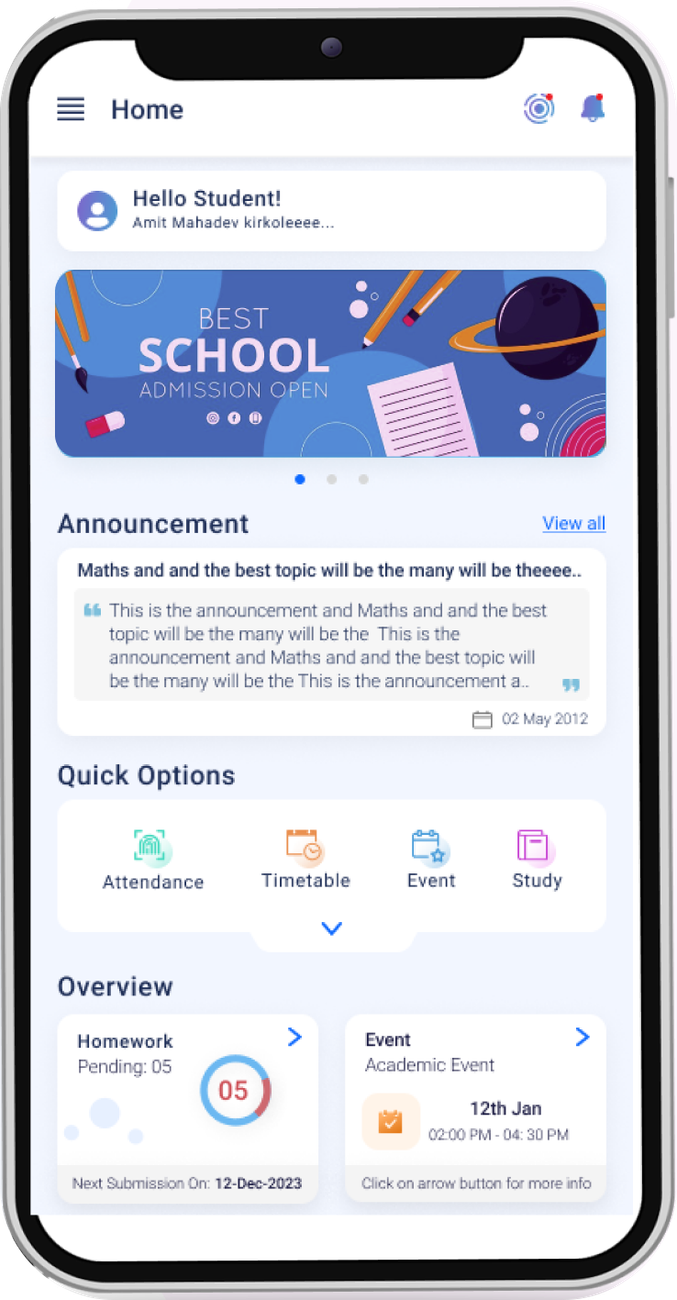 Home
Hello Student!
Amit Mahadev kirkoleeee...
BEST
SCHOOL
ADMISSION OPEN
Announcement
View all
Maths and and the best topic will be the many will be theeee..
“ This is the announcement and Maths and and the best
topic will be the many will be the This is the
announcement and Maths and and the best topic will
be the many will be the This is the announcement a.. ”
02 May 2012
Quick Options
Attendance
Timetable
Event
Study
Overview
Homework
Pending: 05
05
Next Submission On: 12-Dec-2023
Event
Academic Event
12th Jan
02:00 PM - 04: 30 PM
Click on arrow button for more info